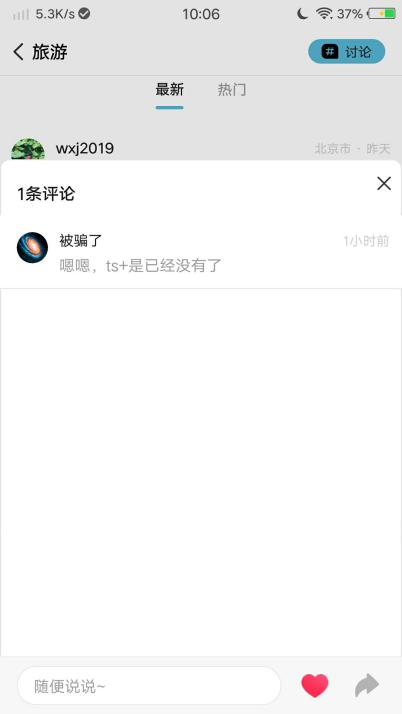 5.3K/s 10:06 37%
旅游 # 讨论
最新 热门
wxj2019 北京市 · 昨天
1条评论
被骗了 1小时前
嗯嗯，ts+是已经没有了
随便说说~